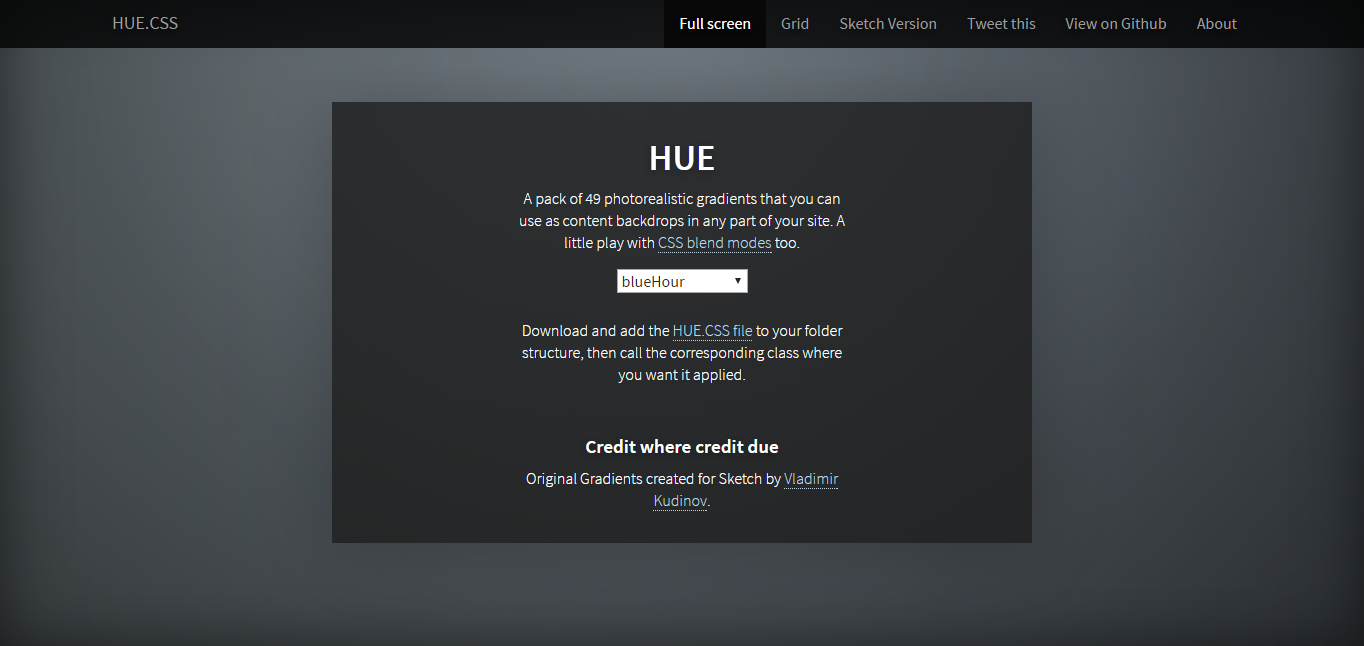 HUE.CSS Full screen Grid Sketch Version Tweet this View on Github About
HUE
A pack of 49 photorealistic gradients that you can
use as content backdrops in any part of your site. A
little play with CSS blend modes too.
blueHour
Download and add the HUE.CSS file to your folder
structure, then call the corresponding class where
you want it applied.
Credit where credit due
Original Gradients created for Sketch by Vladimir
Kudinov.